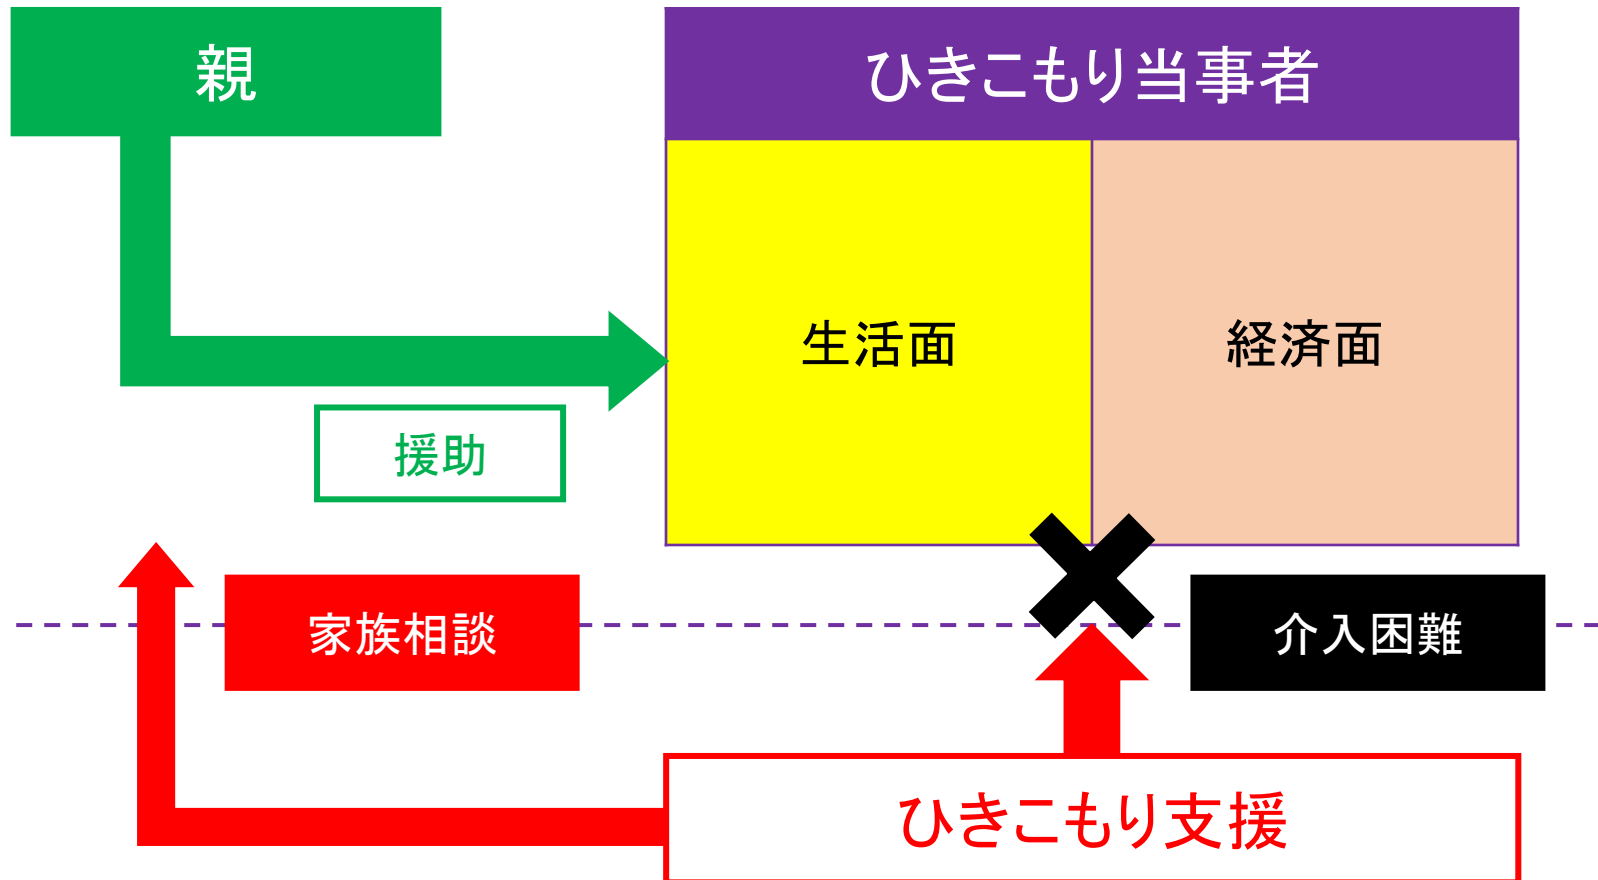 親
ひきこもり当事者
生活面
経済面
援助
家族相談
介入困難
ひきこもり支援